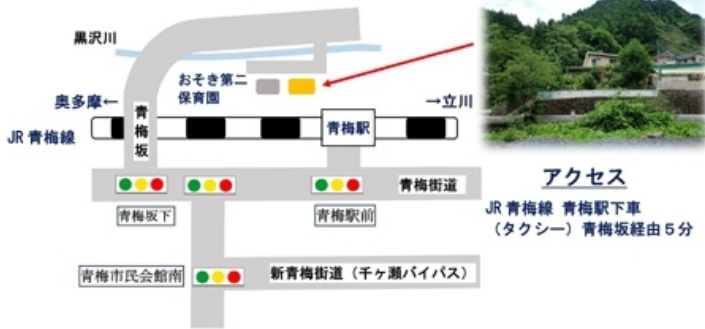 黒沢川
おそき第二
保育園
奥多摩←
→立川
青梅坂
JR 青梅線
青梅駅
青梅街道
青梅坂下
青梅駅前
青梅市民会館南
新青梅街道（千ヶ瀬バイパス）
アクセス
JR 青梅線 青梅駅下車
（タクシー）青梅坂経由５分